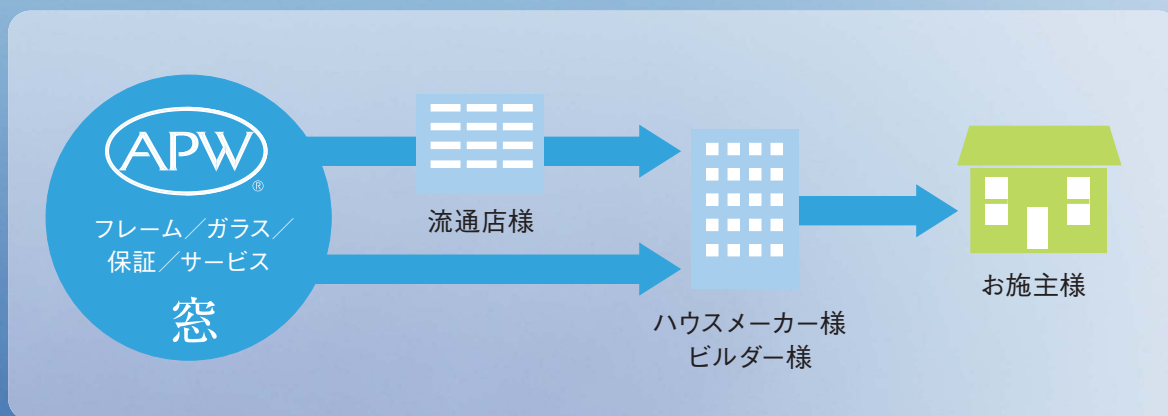 APW®
フレーム／ガラス／
保証／サービス
窓
流通店様
ハウスメーカー様
ビルダー様
お施主様